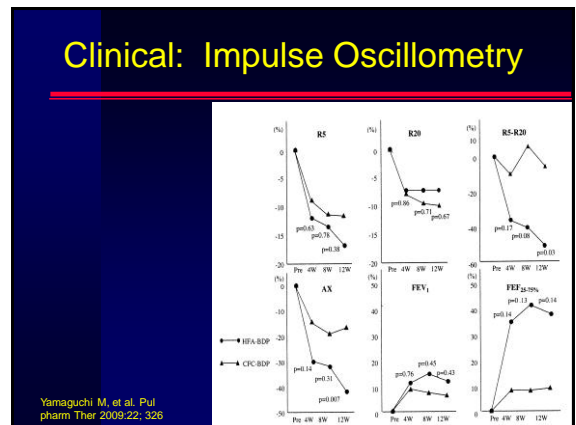 Clinical: Impulse Oscillometry
(%) R5
0
-5
-10
-15
-20
p=0.63
p=0.78
p=0.38
Pre 4W 8W 12W
(%) R20
0
-5
-10
-15
-20
p=0.86
p=0.71
p=0.67
Pre 4W 8W 12W
(%) R5-R20
10
0
-20
-40
-60
p=0.17
p=0.08
p=0.03
Pre 4W 8W 12W
(%) AX
0
-10
-20
-30
-40
-50
p=0.14
p=0.31
p=0.007
Pre 4W 8W 12W
HFA-BDP
CFC-BDP
(%) FEV1
50
40
30
20
10
0
p=0.76
p=0.45
p=0.43
Pre 4W 8W 12W
(%) FEF25-75%
50
40
30
20
10
0
p=0.14
p=0.13
p=0.14
Pre 4W 8W 12W
Yamaguchi M, et al. Pul
pharm Ther 2009:22; 326